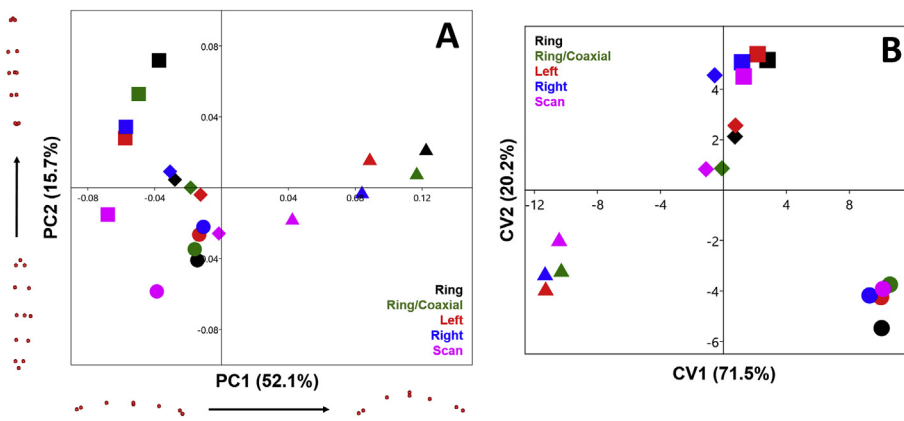 A
0.08
0.04
-0.08
-0.04
0.04
0.08
0.12
0.04
-0.08
PC2 (15.7%)
Ring
Ring/Coaxial
Left
Right
Scan
PC1 (52.1%)
B
Ring
Ring/Coaxial
Left
Right
Scan
4
2
-12
-8
-4
4
8
-2
-4
-6
CV2 (20.2%)
CV1 (71.5%)